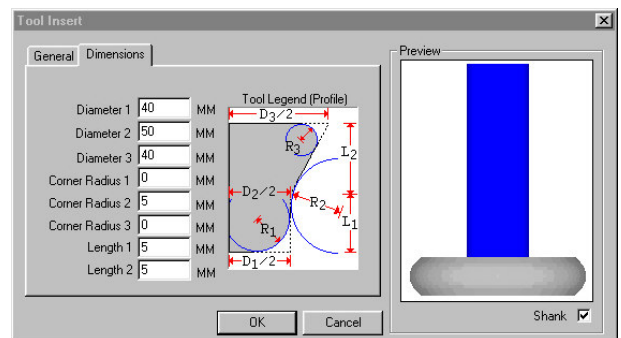 Tool Insert
General Dimensions
Preview
Diameter 1 40 MM
Diameter 2 50 MM
Diameter 3 40 MM
Corner Radius 1 0 MM
Corner Radius 2 5 MM
Corner Radius 3 0 MM
Length 1 5 MM
Length 2 5 MM
Tool Legend (Profile)
D3/2
R3
L2
D2/2
R2
L1
R1
D1/2
Shank
OK Cancel